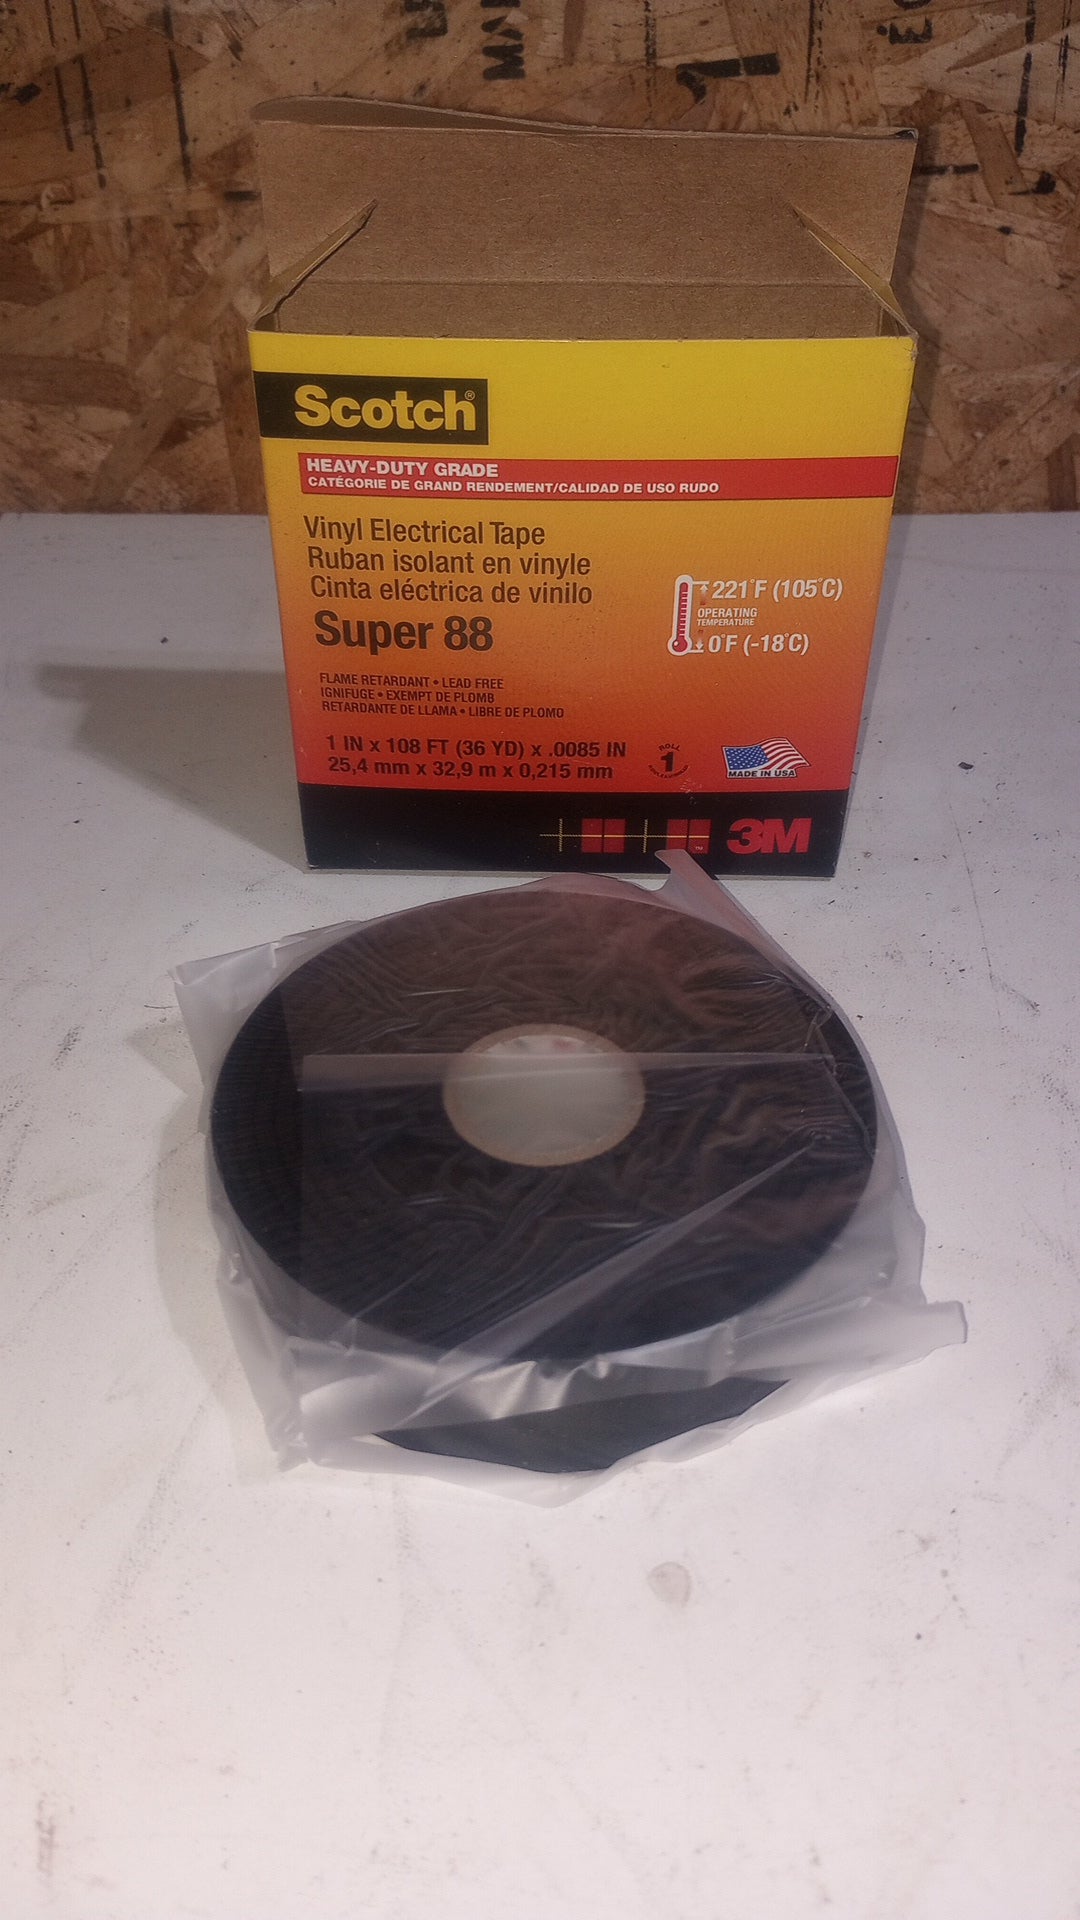 Scotch®
HEAVY-DUTY GRADE
CATÉGORIE DE GRAND RENDEMENT/CALIDAD DE USO RUDO
Vinyl Electrical Tape
Ruban isolant en vinyle
Cinta eléctrica de vinilo
Super 88
221°F (105°C)
OPERATING
TEMPERATURE
0°F (-18°C)
FLAME RETARDANT • LEAD FREE
IGNIFUGE • EXEMPT DE PLOMB
RETARDANTE DE LLAMA • LIBRE DE PLOMO
1 IN x 108 FT (36 YD) x .0085 IN
25,4 mm x 32,9 m x 0,215 mm
ROLL
1
MADE IN USA
3M